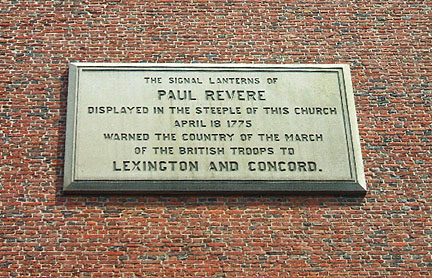 THE SIGNAL LANTERNS OF
PAUL REVERE
DISPLAYED IN THE STEEPLE OF THIS CHURCH
APRIL 18 1775
WARNED THE COUNTRY OF THE MARCH
OF THE BRITISH TROOPS TO
LEXINGTON AND CONCORD.